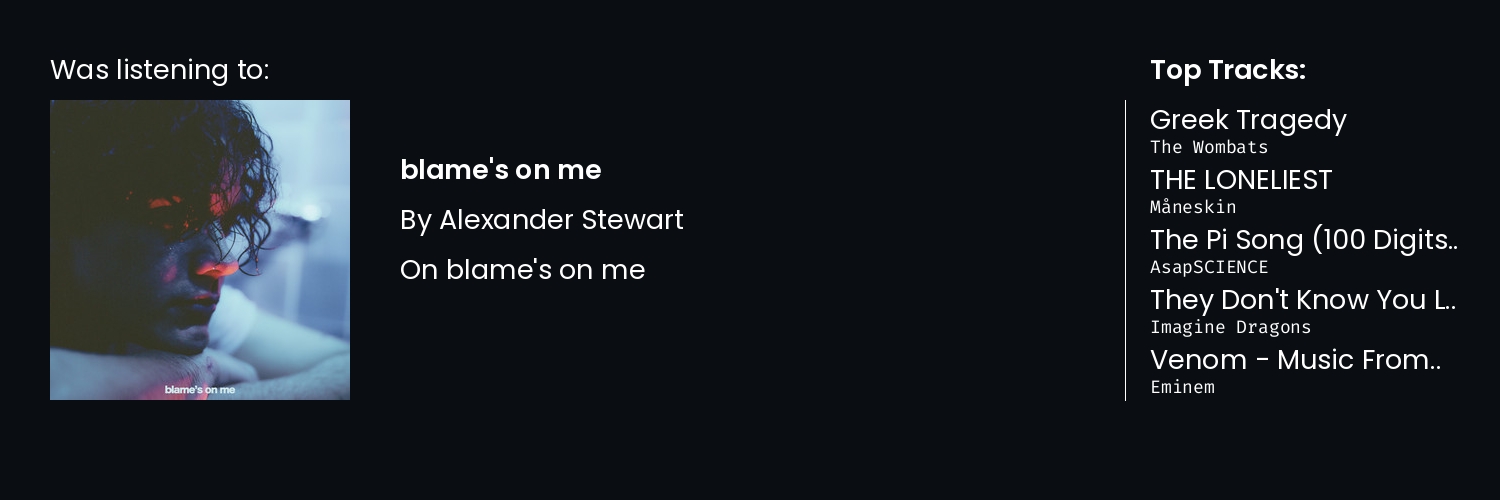 Was listening to:
blame's on me
blame's on me
By Alexander Stewart
On blame's on me
Top Tracks:
Greek Tragedy
The Wombats
THE LONELIEST
Måneskin
The Pi Song (100 Digits..
AsapSCIENCE
They Don't Know You L..
Imagine Dragons
Venom - Music From..
Eminem